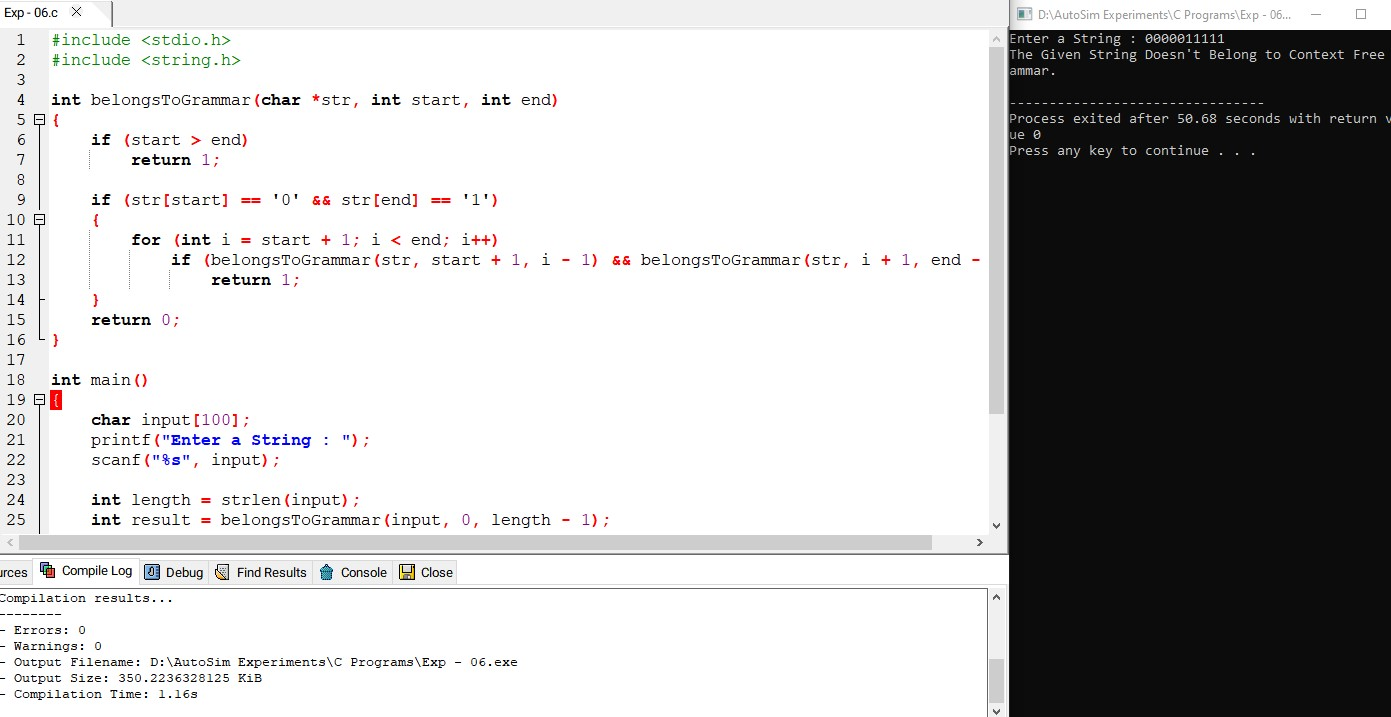 Exp - 06.c
1 #include <stdio.h>
2 #include <string.h>
3
4 int belongsToGrammar(char *str, int start, int end)
5 {
6 if (start > end)
7 return 1;
8
9 if (str[start] == '0' && str[end] == '1')
10 {
11 for (int i = start + 1; i < end; i++)
12 if (belongsToGrammar(str, start + 1, i - 1) && belongsToGrammar(str, i + 1, end -
13 return 1;
14 }
15 return 0;
16 }
17
18 int main()
19 {
20 char input[100];
21 printf("Enter a String : ");
22 scanf("%s", input);
23
24 int length = strlen(input);
25 int result = belongsToGrammar(input, 0, length - 1);
urces Compile Log Debug Find Results Console Close
Compilation results...
--------
- Errors: 0
- Warnings: 0
- Output Filename: D:\AutoSim Experiments\C Programs\Exp - 06.exe
- Output Size: 350.2236328125 KiB
- Compilation Time: 1.16s
D:\AutoSim Experiments\C Programs\Exp - 06...
Enter a String : 0000011111
The Given String Doesn't Belong to Context Free
ammar.
--------------------------------
Process exited after 50.68 seconds with return v
ue 0
Press any key to continue . . .